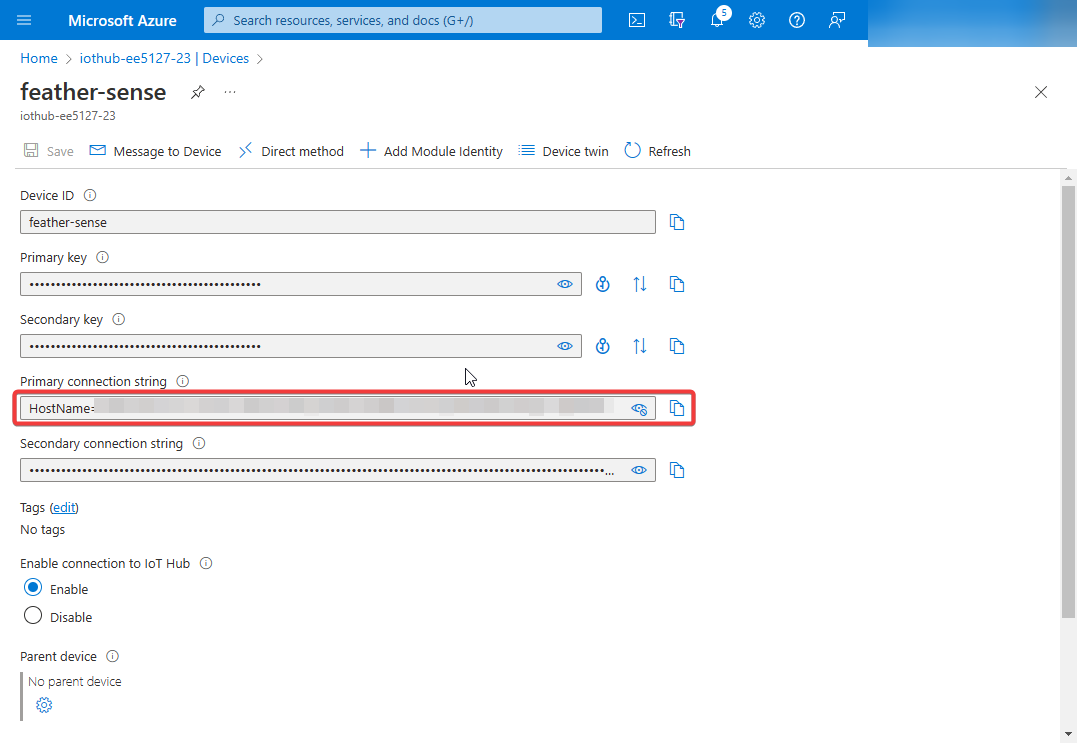 Microsoft Azure
Search resources, services, and docs (G+/)
5
Home > iothub-ee5127-23 | Devices >
feather-sense
iothub-ee5127-23
Save Message to Device Direct method Add Module Identity Device twin Refresh
Device ID
feather-sense
Primary key
••••••••••••••••••••••••••••••••••••••••••••
Secondary key
••••••••••••••••••••••••••••••••••••••••••••
Primary connection string
HostName=
Secondary connection string
•••••••••••••••••••••••••••••••••••••••••••••••••••••••••••••••••••••••••••••••••••••••••••••••••••••••••••••...
Tags (edit)
No tags
Enable connection to IoT Hub
Enable
Disable
Parent device
No parent device